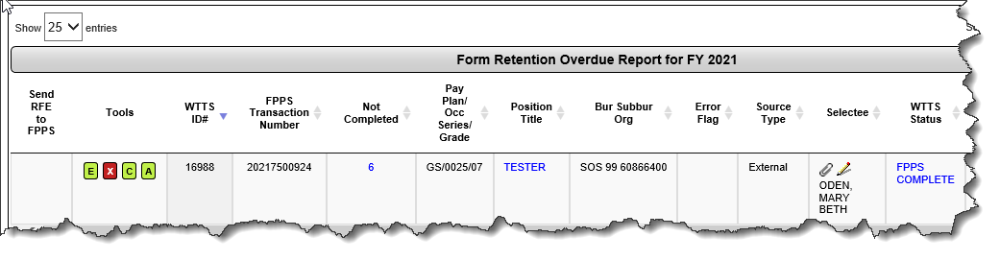 Show 25 entries
Form Retention Overdue Report for FY 2021
Send RFE to FPPS
Tools
WTTS ID#
FPPS Transaction Number
Not Completed
Pay Plan/ Occ Series/ Grade
Position Title
Bur Subbur Org
Error Flag
Source Type
Selectee
WTTS Status
E X C A
16988
20217500924
6
GS/0025/07
TESTER
SOS 99 60866400
External
ODEN, MARY BETH
FPPS COMPLETE